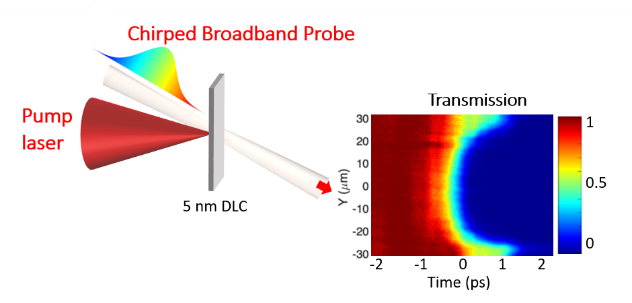 Chirped Broadband Probe
Pump
laser
5 nm DLC
Transmission
Y (μm)
30
20
10
0
-10
-20
-30
-2 -1 0 1 2
Time (ps)
1
0.5
0